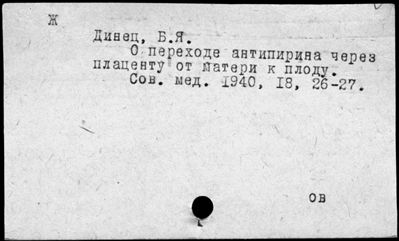 Ж
Динец, Б.Я.
О переходе антипирина через
плаценту от матери к плоду.
Сов. мед. 1940, 18, 26-27.
ов